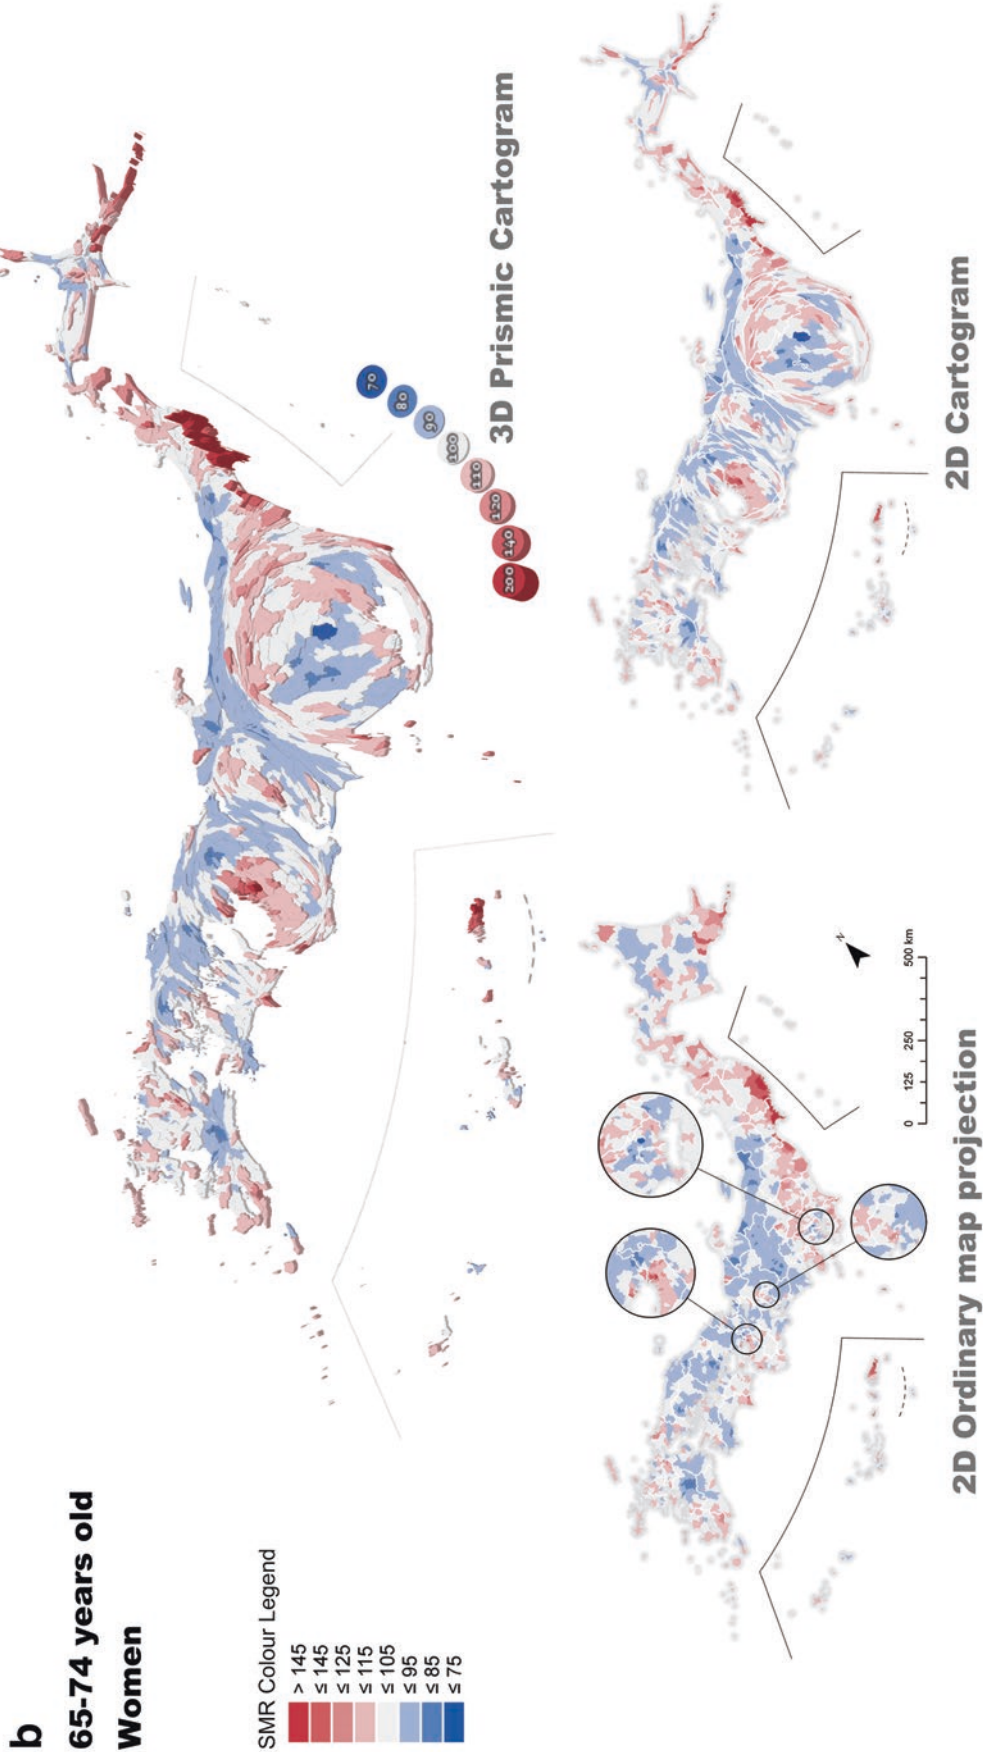 b
65-74 years old
Women
SMR Colour Legend
> 145
≤ 145
≤ 125
≤ 115
≤ 105
≤ 95
≤ 85
≤ 75
200
140
120
110
100
90
80
70
3D Prismic Cartogram
N
0 125 250 500 km
2D Ordinary map projection
2D Cartogram